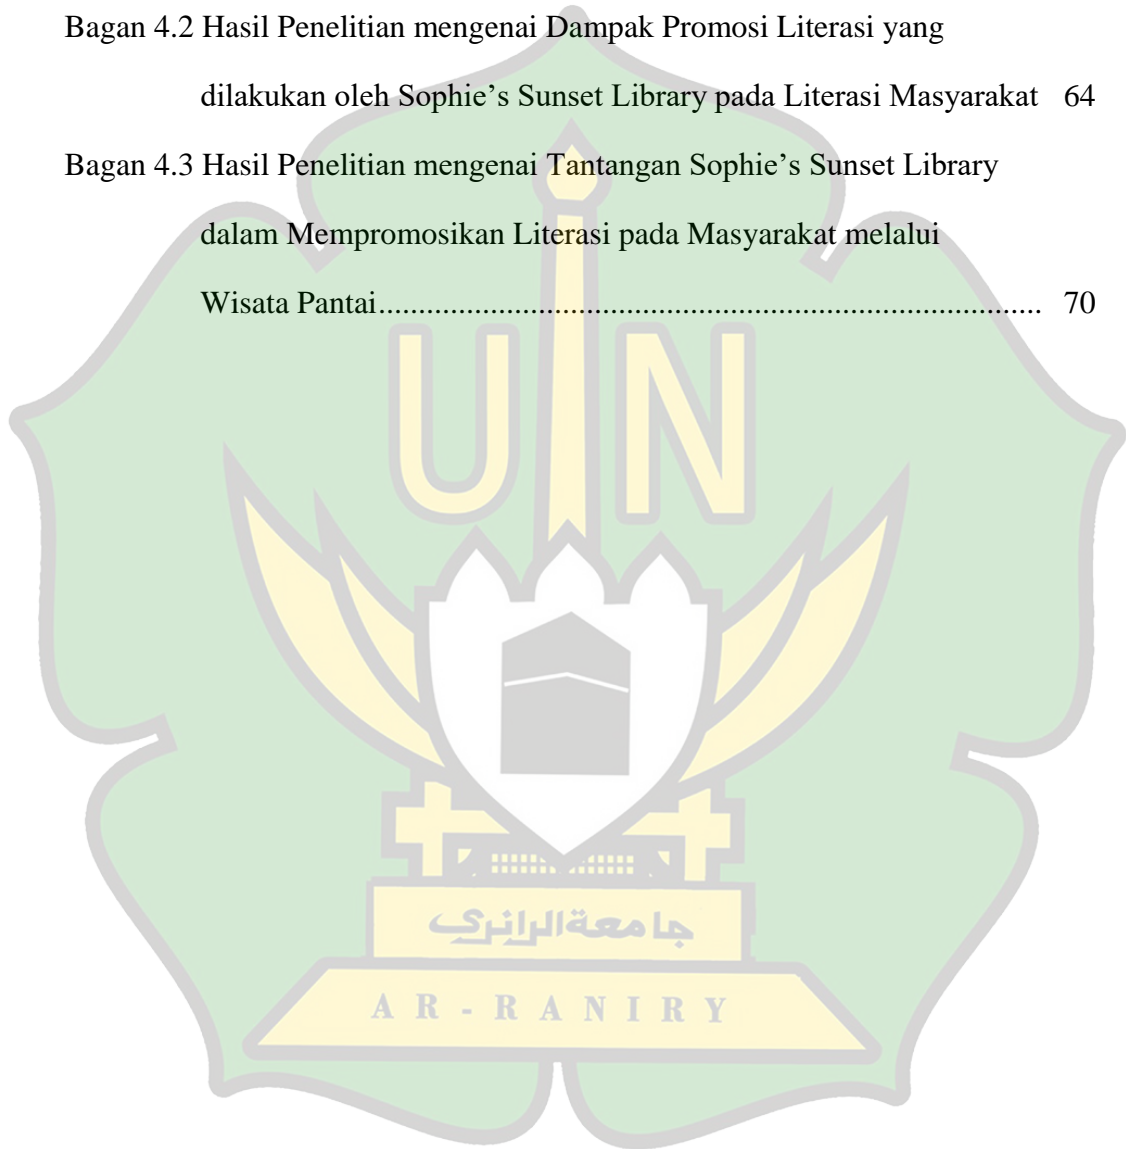 Bagan 4.2 Hasil Penelitian mengenai Dampak Promosi Literasi yang
dilakukan oleh Sophie’s Sunset Library pada Literasi Masyarakat 64
Bagan 4.3 Hasil Penelitian mengenai Tantangan Sophie’s Sunset Library
dalam Mempromosikan Literasi pada Masyarakat melalui
Wisata Pantai................................................................................... 70
UIN
جامعة الرانري
AR-RANIRY